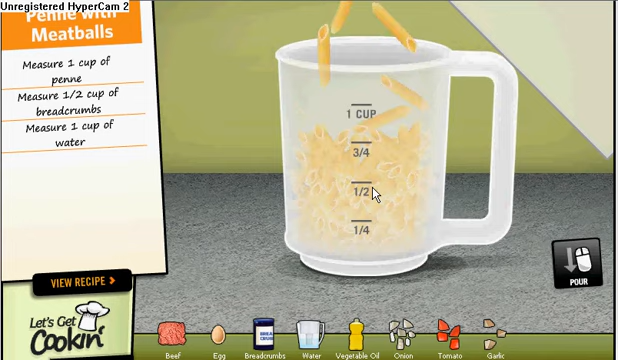 Unregistered HyperCam 2
Penne with
Meatballs
Measure 1 cup of
penne
Measure 1/2 cup of
breadcrumbs
Measure 1 cup of
water
1 CUP
3/4
1/2
1/4
POUR
VIEW RECIPE >
Let's Get
Cookin'
Beef
Egg
Breadcrumbs
Water
Vegetable Oil
Onion
Tomato
Garlic